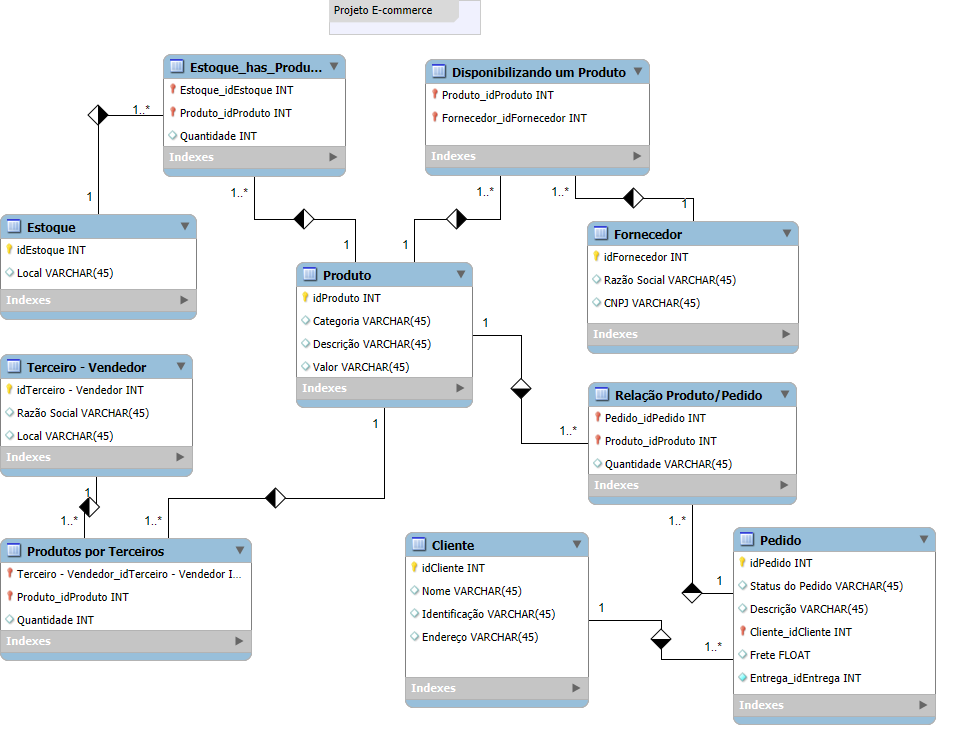 Projeto E-commerce
Estoque_has_Produ...
Estoque_idEstoque INT
Produto_idProduto INT
Quantidade INT
Indexes
Disponibilizando um Produto
Produto_idProduto INT
Fornecedor_idFornecedor INT
Indexes
1..*
1
1..*
1
1..*
1
1..*
1
Estoque
idEstoque INT
Local VARCHAR(45)
Indexes
Fornecedor
idFornecedor INT
Razão Social VARCHAR(45)
CNPJ VARCHAR(45)
Indexes
Produto
idProduto INT
Categoria VARCHAR(45)
Descrição VARCHAR(45)
Valor VARCHAR(45)
Indexes
1
1..*
Terceiro - Vendedor
idTerceiro - Vendedor INT
Razão Social VARCHAR(45)
Local VARCHAR(45)
Indexes
Relação Produto/Pedido
Pedido_idPedido INT
Produto_idProduto INT
Quantidade VARCHAR(45)
Indexes
1
1
1..*
1..*
1..*
1
Produtos por Terceiros
Terceiro - Vendedor_idTerceiro - Vendedor I...
Produto_idProduto INT
Quantidade INT
Indexes
Cliente
idCliente INT
Nome VARCHAR(45)
Identificação VARCHAR(45)
Endereço VARCHAR(45)
Indexes
1
1..*
Pedido
idPedido INT
Status do Pedido VARCHAR(45)
Descrição VARCHAR(45)
Cliente_idCliente INT
Frete FLOAT
Entrega_idEntrega INT
Indexes